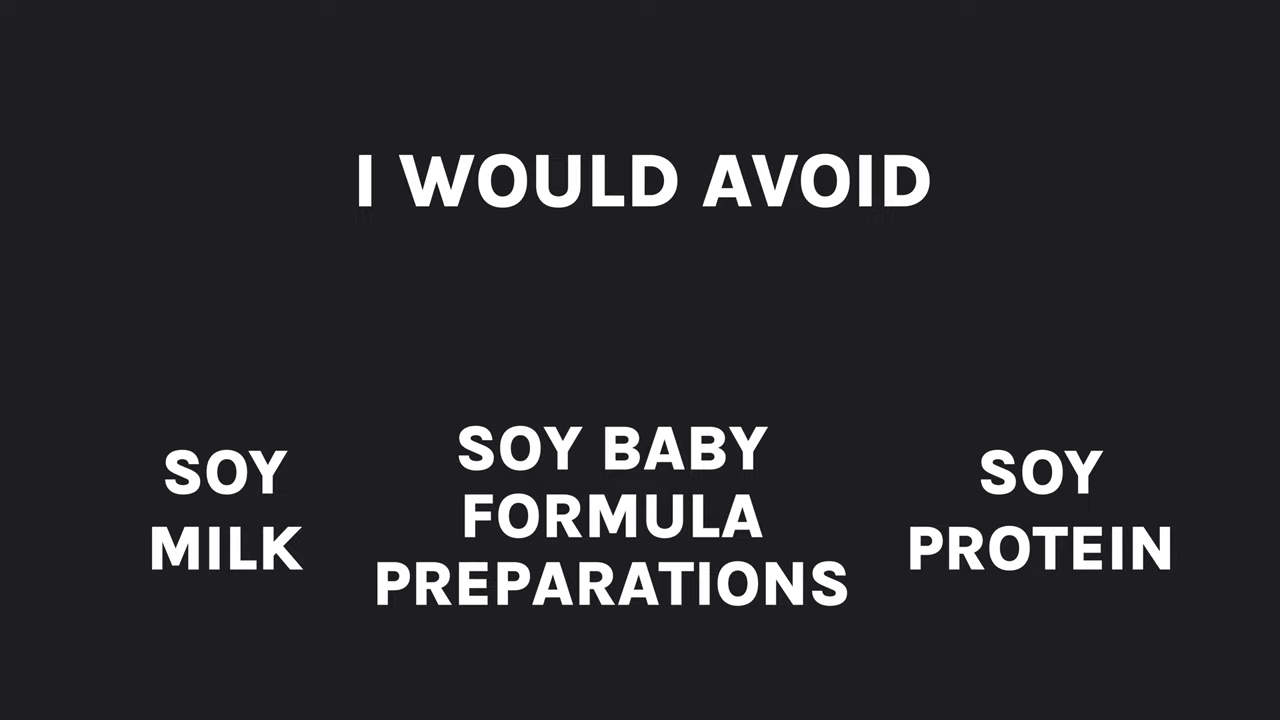 I WOULD AVOID
SOY
MILK
SOY BABY
FORMULA
PREPARATIONS
SOY
PROTEIN